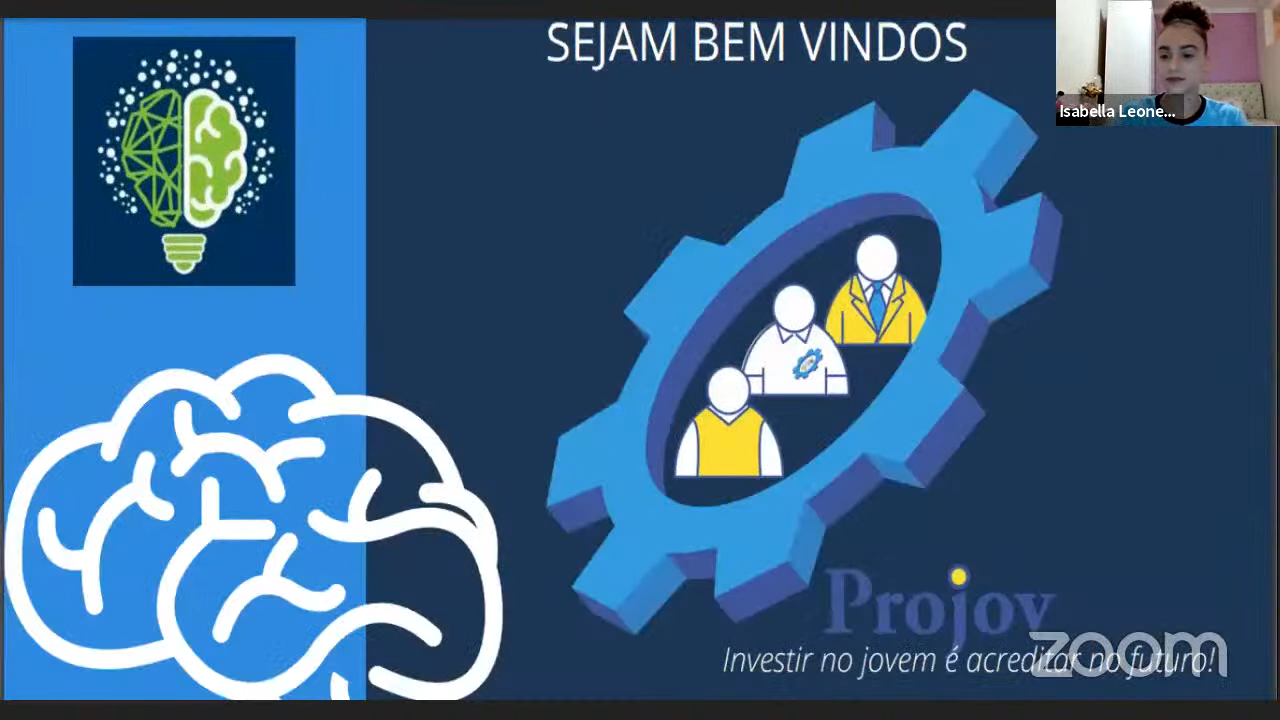 SEJAM BEM VINDOS
Isabella Leone...
Projov
Investir no jovem é acreditar no futuro!
zoom